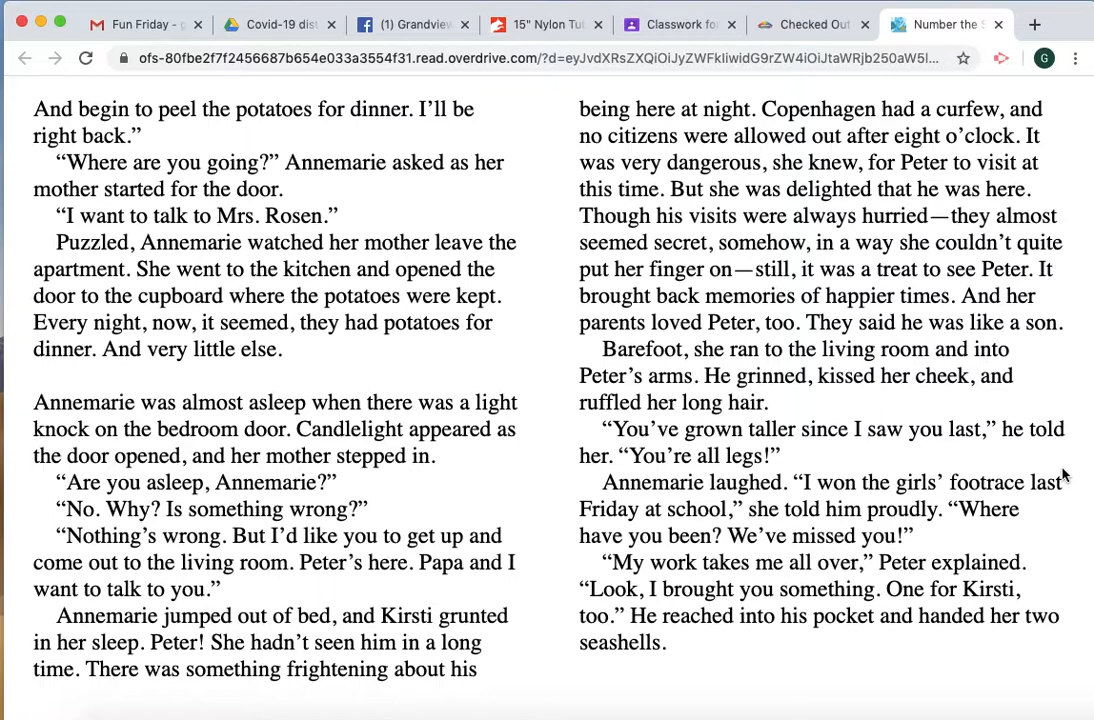 Fun Friday - g
Covid-19 dist
(1) Grandview
15" Nylon Tub
Classwork for
Checked Out
Number the S
ofs-80fbe2f7f2456687b654e033a3554f31.read.overdrive.com/?d=eyJvdXRsZXQiOiJyZWFkIiwidG9rZW4iOiJtaWRjb250aW5l...
G
And begin to peel the potatoes for dinner. I’ll be
right back.”
“Where are you going?” Annemarie asked as her
mother started for the door.
“I want to talk to Mrs. Rosen.”
Puzzled, Annemarie watched her mother leave the
apartment. She went to the kitchen and opened the
door to the cupboard where the potatoes were kept.
Every night, now, it seemed, they had potatoes for
dinner. And very little else.
Annemarie was almost asleep when there was a light
knock on the bedroom door. Candlelight appeared as
the door opened, and her mother stepped in.
“Are you asleep, Annemarie?”
“No. Why? Is something wrong?”
“Nothing’s wrong. But I’d like you to get up and
come out to the living room. Peter’s here. Papa and I
want to talk to you.”
Annemarie jumped out of bed, and Kirsti grunted
in her sleep. Peter! She hadn’t seen him in a long
time. There was something frightening about his
being here at night. Copenhagen had a curfew, and
no citizens were allowed out after eight o’clock. It
was very dangerous, she knew, for Peter to visit at
this time. But she was delighted that he was here.
Though his visits were always hurried—they almost
seemed secret, somehow, in a way she couldn’t quite
put her finger on—still, it was a treat to see Peter. It
brought back memories of happier times. And her
parents loved Peter, too. They said he was like a son.
Barefoot, she ran to the living room and into
Peter’s arms. He grinned, kissed her cheek, and
ruffled her long hair.
“You’ve grown taller since I saw you last,” he told
her. “You’re all legs!”
Annemarie laughed. “I won the girls’ footrace last
Friday at school,” she told him proudly. “Where
have you been? We’ve missed you!”
“My work takes me all over,” Peter explained.
“Look, I brought you something. One for Kirsti,
too.” He reached into his pocket and handed her two
seashells.